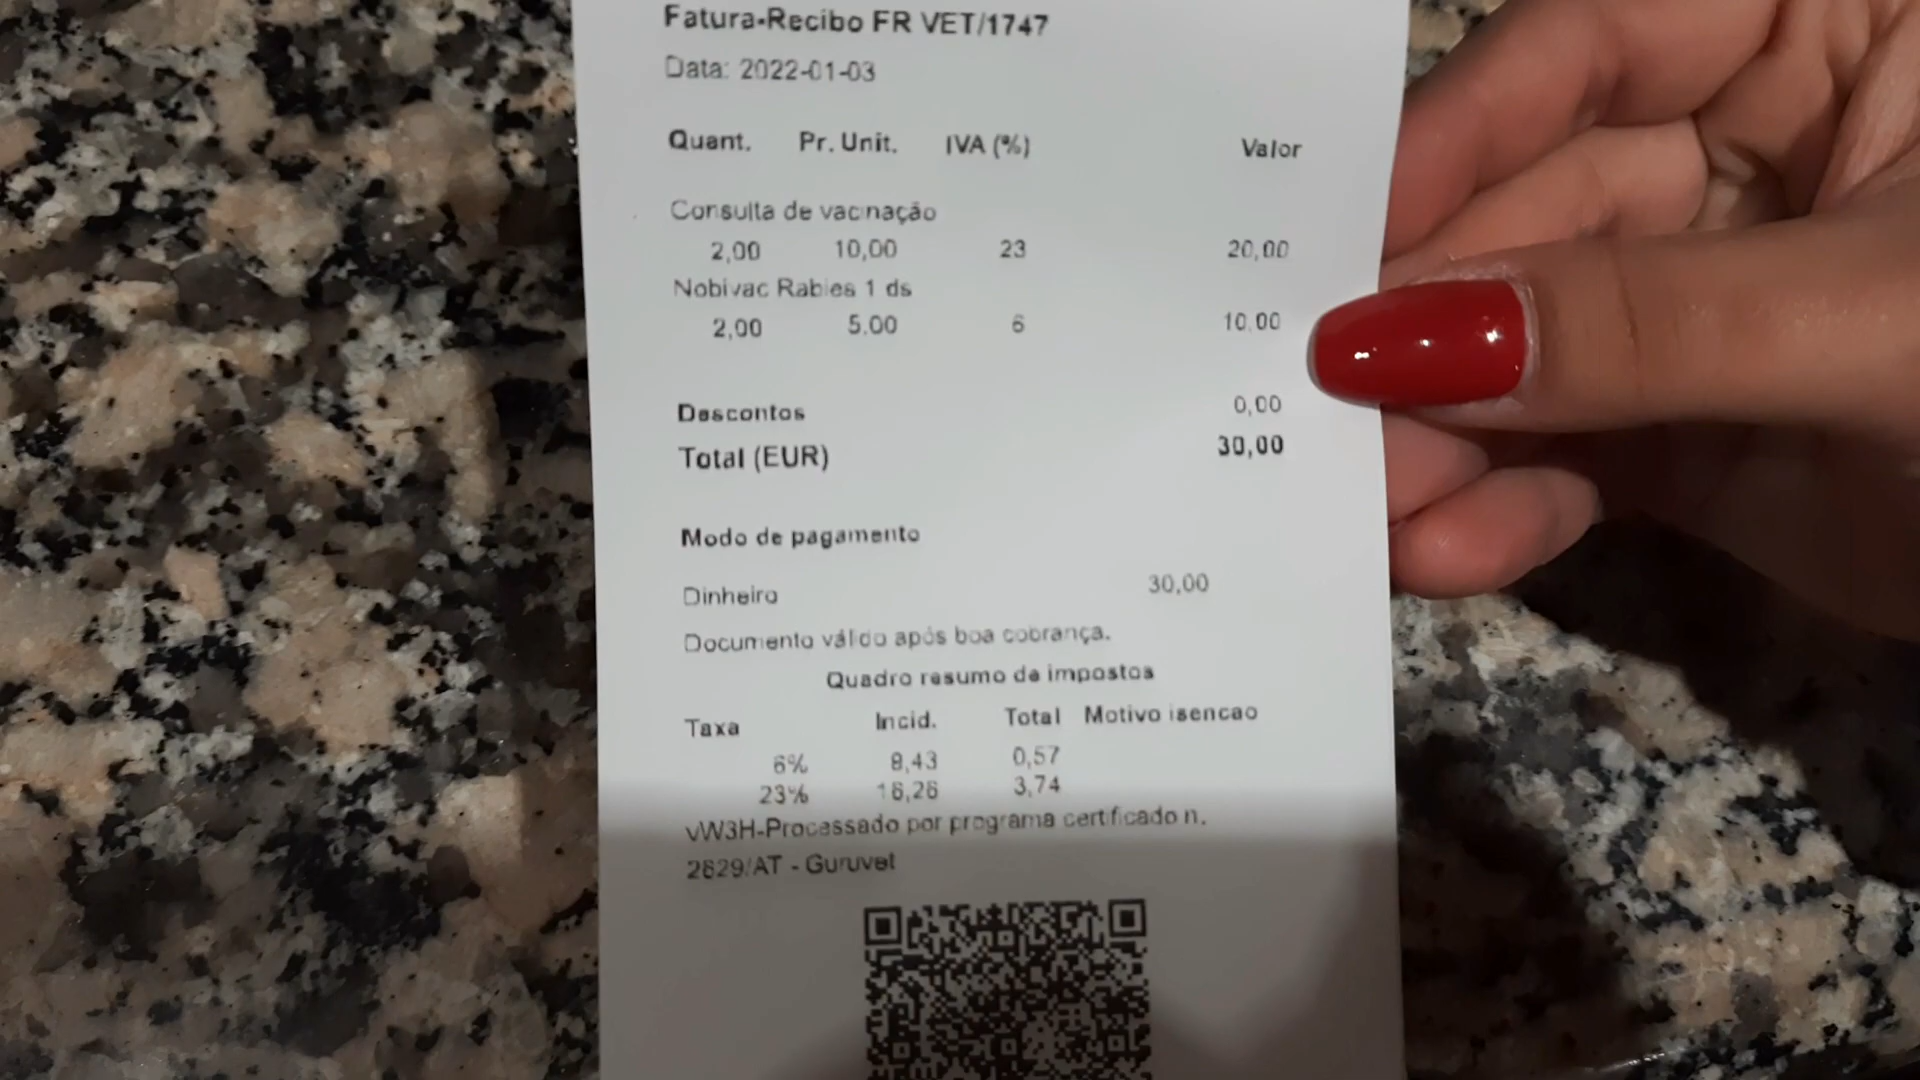 Fatura-Recibo FR VET/1747
Data: 2022-01-03
Quant. Pr. Unit. IVA (%) Valor
Consulta de vacinação
2,00 10,00 23 20,00
Nobivac Rabies 1 ds
2,00 5,00 6 10,00
Descontos 0,00
Total (EUR) 30,00
Modo de pagamento
Dinheiro 30,00
Documento válido após boa cobrança.
Quadro resumo de impostos
Taxa Incid. Total Motivo isencao
6% 9,43 0,57
23% 16,26 3,74
vW3H-Processado por programa certificado n.
2829/AT - Guruvet